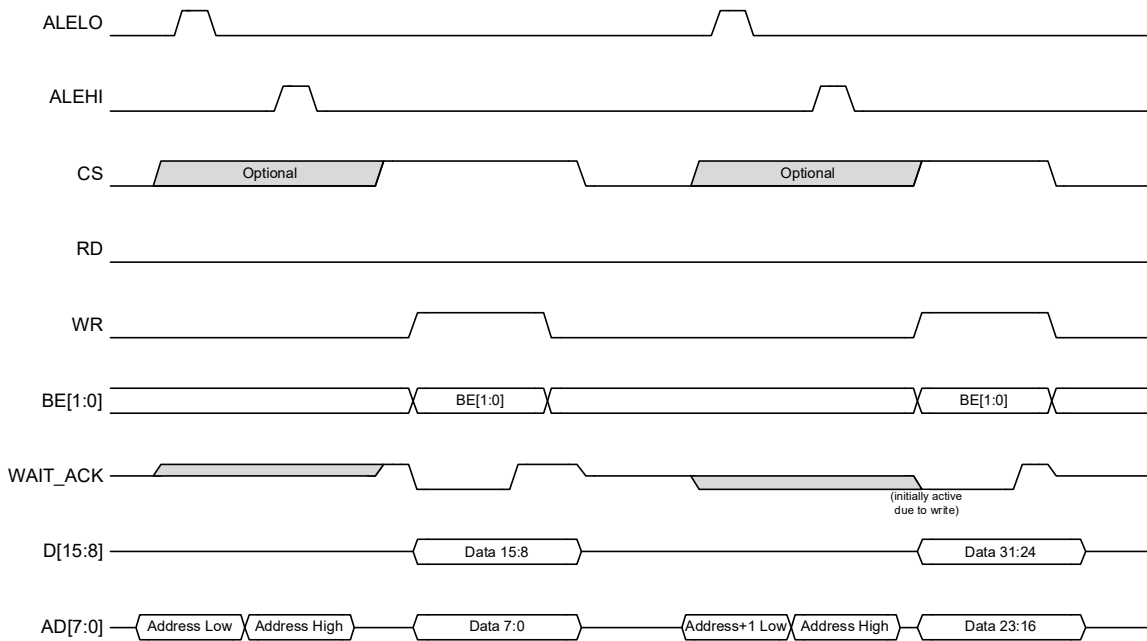 ALELO
ALEHI
CS
Optional
Optional
RD
WR
BE[1:0]
BE[1:0]
BE[1:0]
WAIT_ACK
(initially active
due to write)
D[15:8]
Data 15:8
Data 31:24
AD[7:0]
Address Low
Address High
Data 7:0
Address+1 Low
Address High
Data 23:16